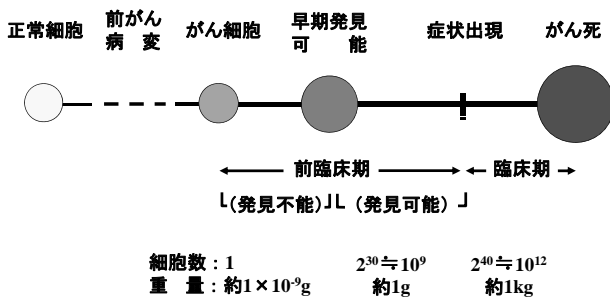 正常細胞 前がん病変 がん細胞 早期発見可能 症状出現 がん死
前臨床期 臨床期
(発見不能) (発見可能)
細胞数：1 2³⁰≒10⁹ 2⁴⁰≒10¹²
重量：約1×10⁻⁹g 約1g 約1kg